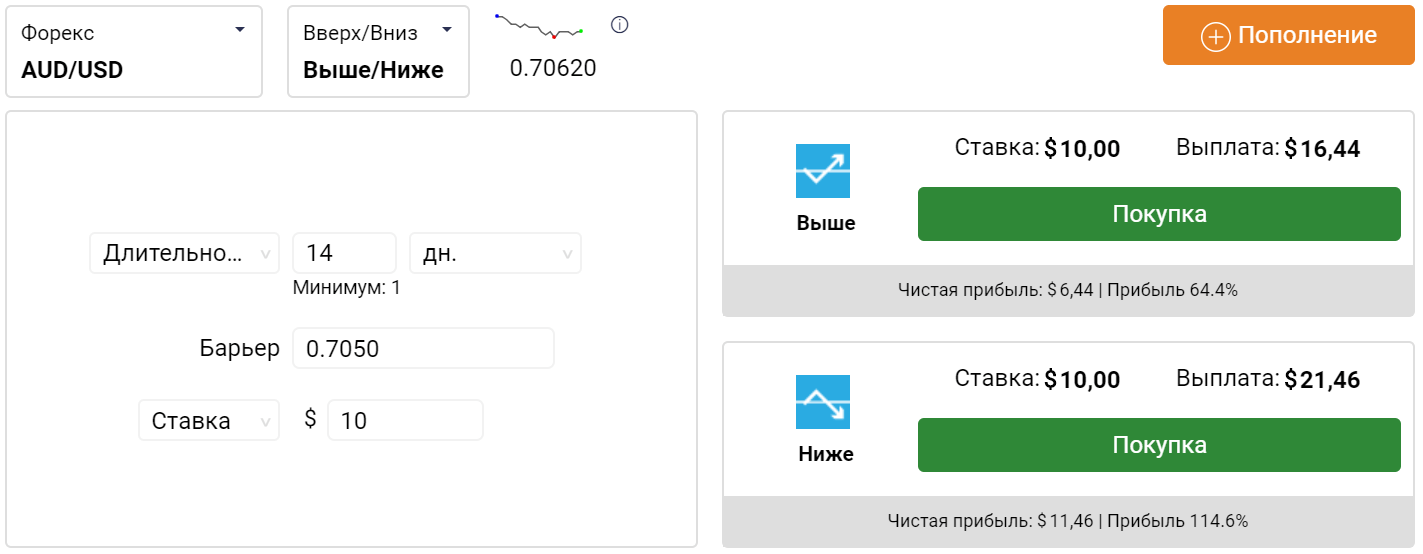 Форекс
AUD/USD
Вверх/Вниз
Выше/Ниже
0.70620
Пополнение
Длительно...
14
дн.
Минимум: 1
Барьер
0.7050
Ставка
$
10
Ставка: $10,00
Выплата: $16,44
Выше
Покупка
Чистая прибыль: $6,44 | Прибыль 64.4%
Ставка: $10,00
Выплата: $21,46
Ниже
Покупка
Чистая прибыль: $11,46 | Прибыль 114.6%